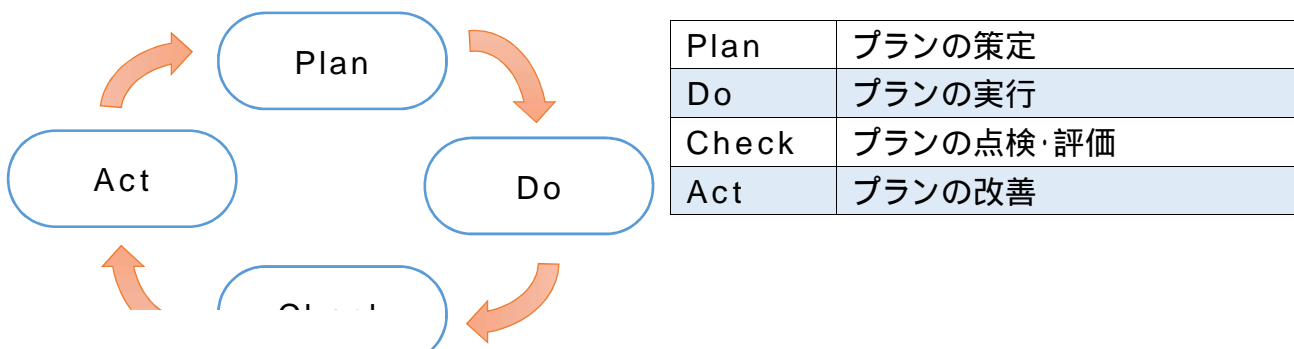 Plan
Act
Do
Plan プランの策定
Do プランの実行
Check プランの点検・評価
Act プランの改善